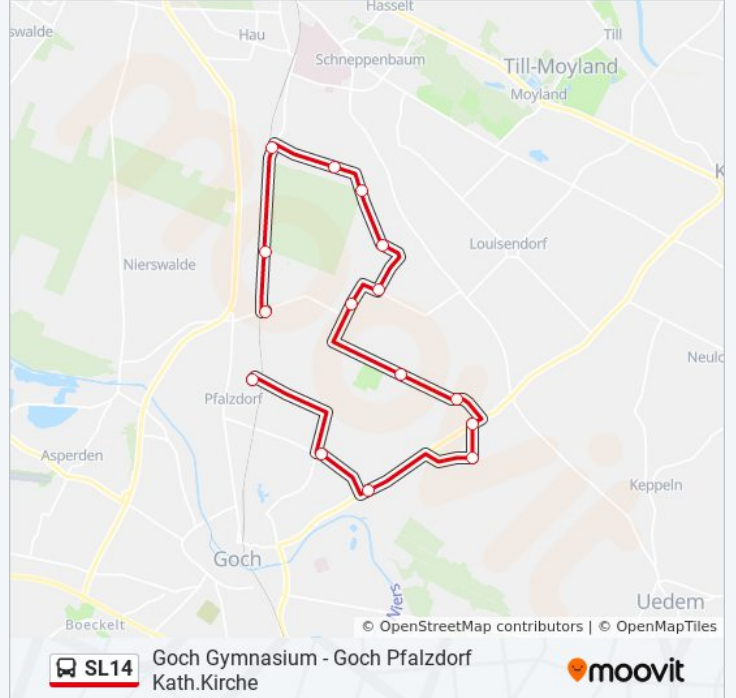 Hasselt
swalde
Hau
Till
Schneppenbaum
Till-Moyland
Moyland
K
Louisendorf
Nierswalde
Neulo
Pfalzdorf
Asperden
Keppeln
Goch
Niers
Uedem
Boeckelt
© OpenStreetMap contributors | © OpenMapTiles
SL14
Goch Gymnasium - Goch Pfalzdorf
Kath.Kirche
moovit